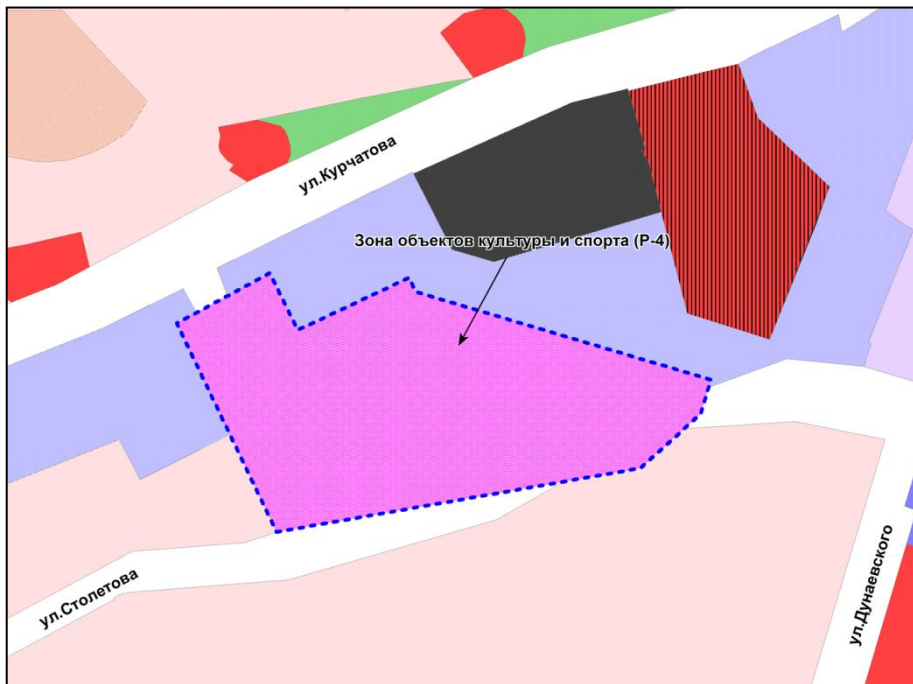 ул.Курчатова
Зона объектов культуры и спорта (Р-4)
ул.Столетова
ул.Дунаевского